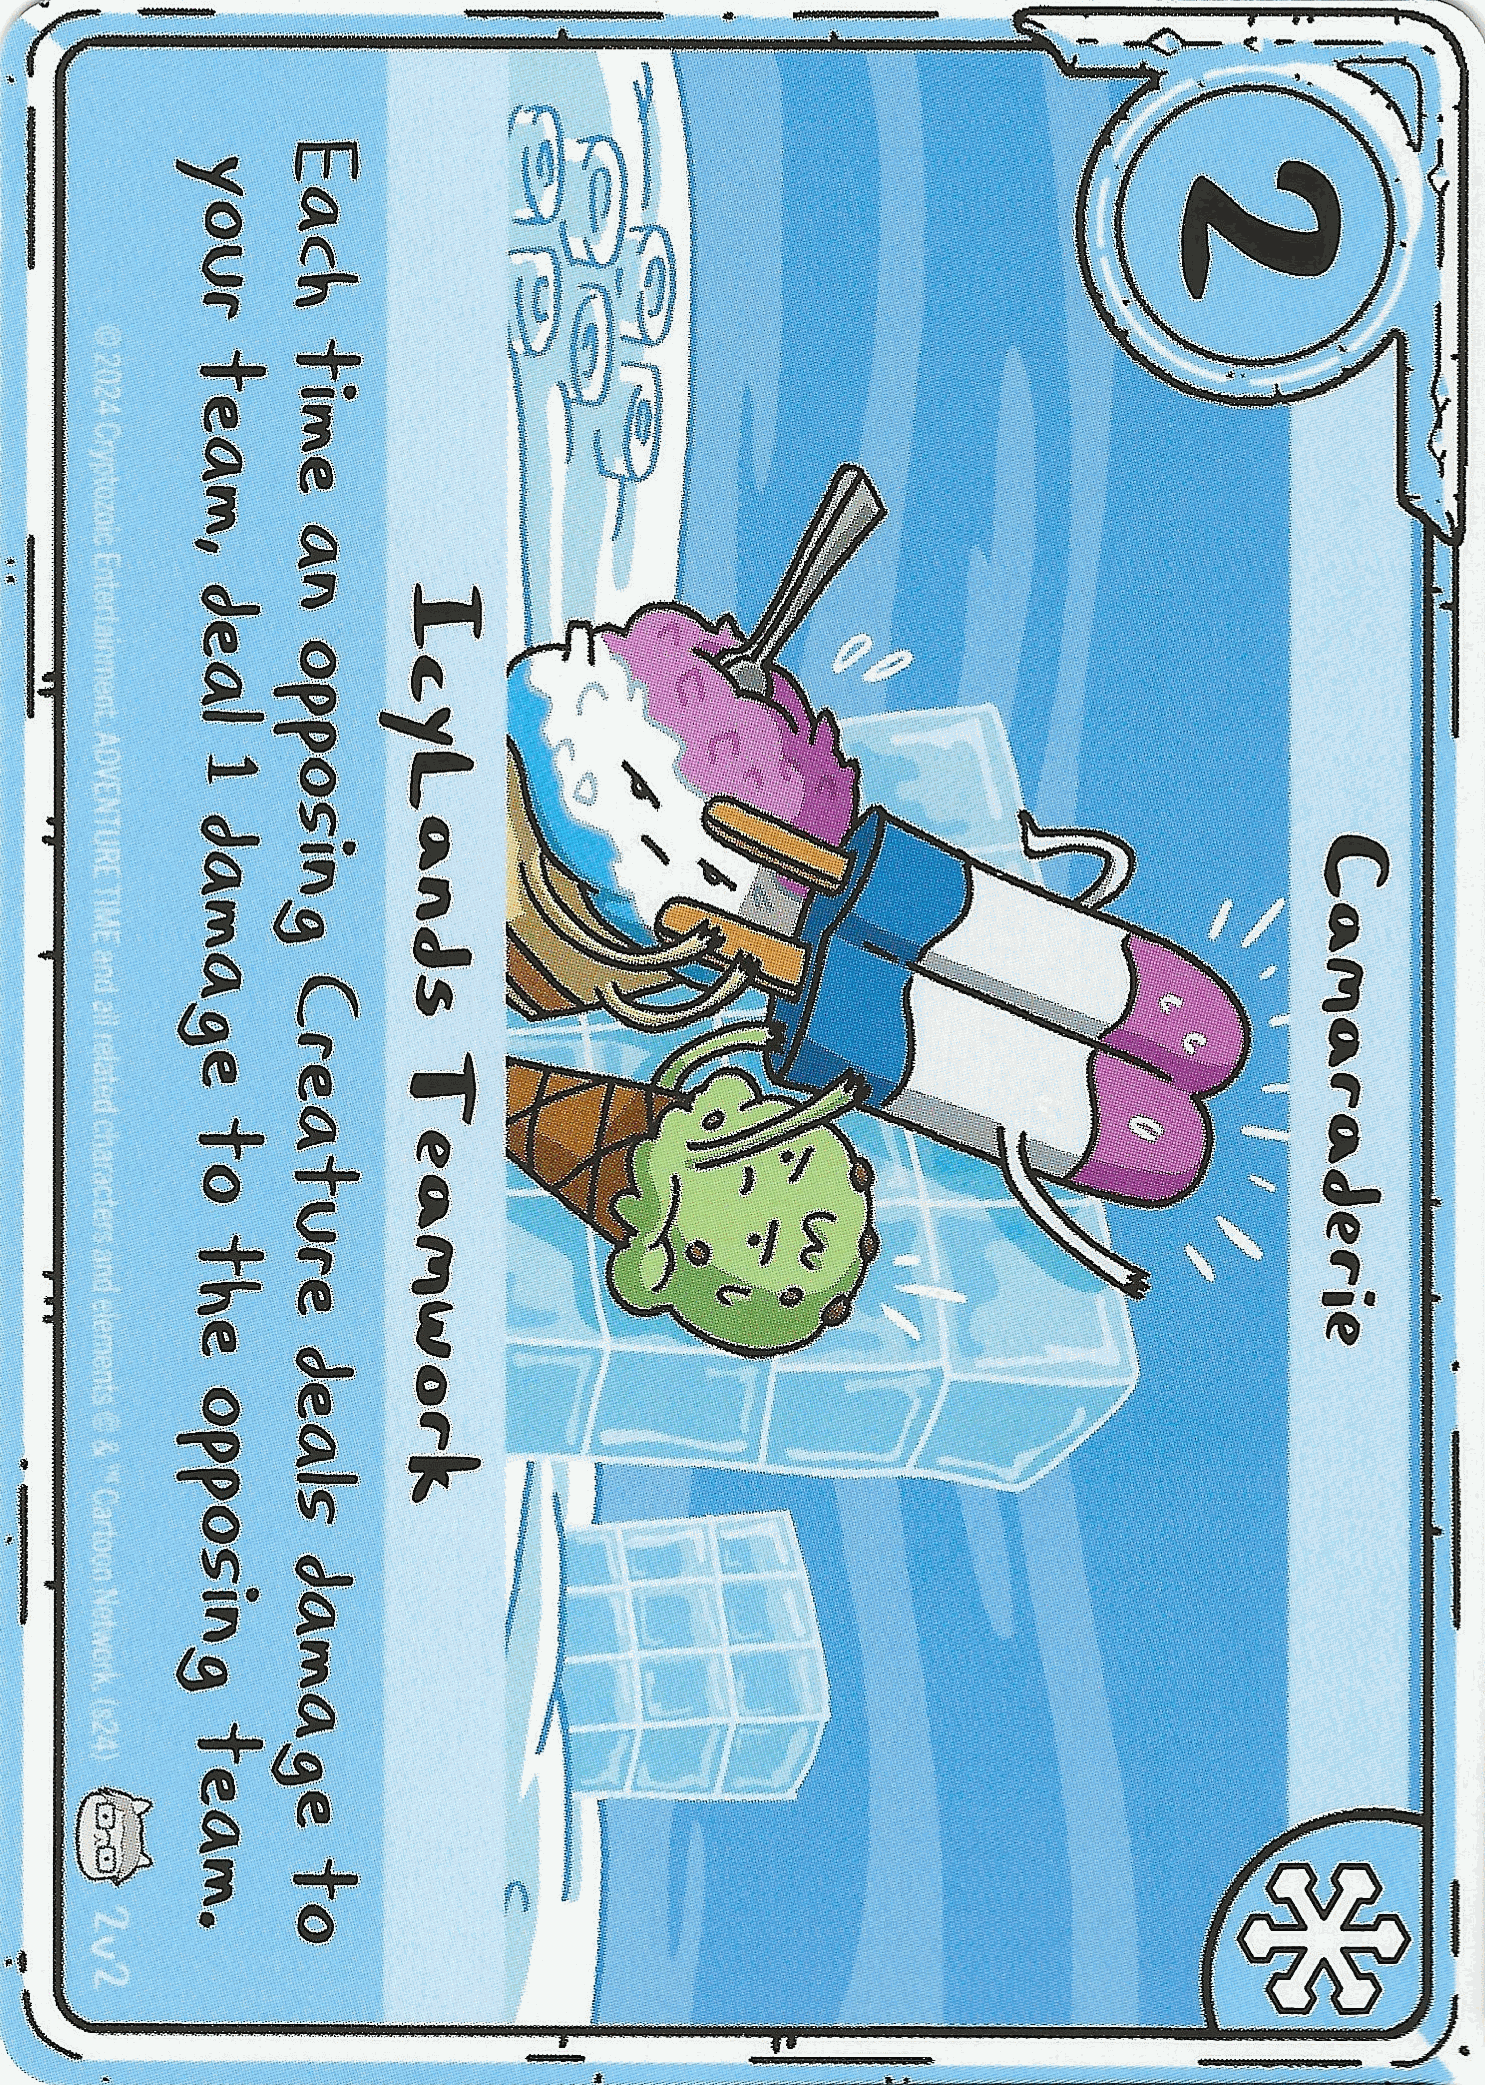 2
Camaraderie
IcyLands Teamwork
Each time an opposing Creature deals damage to
your team, deal 1 damage to the opposing team.
© 2024 Cryptozoic Entertainment. ADVENTURE TIME and all related characters and elements © & ™ Cartoon Network. (s24)
2v2